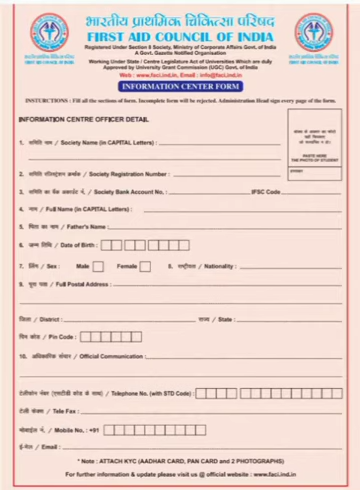 भारतीय प्राथमिक चिकित्सा परिषद
FIRST AID COUNCIL OF INDIA
Registered Under Section 8 Society, Ministry of Corporate Affairs Govt, of India
A Govt. Gazette Notified Organisation
Working Under State / Centre Legislature Act of Universities Which are duly
Approved by University Grant Commission (UGC) Govt, of India
Web : www.faci.ind.in, Email : info@faci.ind.in
INFORMATION CENTER FORM
INSTURCTIONS : Fill all the sections of form. Incomplete form will be rejected. Administration Head sign every page of the form.
INFORMATION CENTRE OFFICER DETAIL
PASTE HERE
THE PHOTO OF STUDENT
1. समिति नाम / Society Name (in CAPITAL Letters) :
2. समिति रजिस्ट्रेशन क्रमांक / Society Registration Number :
3. समिति का बैंक अकाउंट नं. / Society Bank Account No. : IFSC Code
4. नाम / Full Name (in CAPITAL Letters) :
5. पिता का नाम / Father's Name :
6. जन्म तिथि / Date of Birth :
7. लिंग / Sex : Male Female 8. राष्ट्रीयता / Nationality :
9. पूरा पता / Full Postal Address :
जिला / District : राज्य / State :
पिन कोड / Pin Code :
10. अधिकारिक संचार / Official Communication :
टेलीफोन नंबर (एसटीडी कोड के साथ) / Telephone No. (with STD Code) :
टेली फैक्स / Tele Fax :
मोबाईल नं. / Mobile No. : +91
ई-मेल / Email :
* Note : ATTACH KYC (AADHAR CARD, PAN CARD and 2 PHOTOGRAPHS)
For further information & update please visit us @ official website : www.faci.ind.in